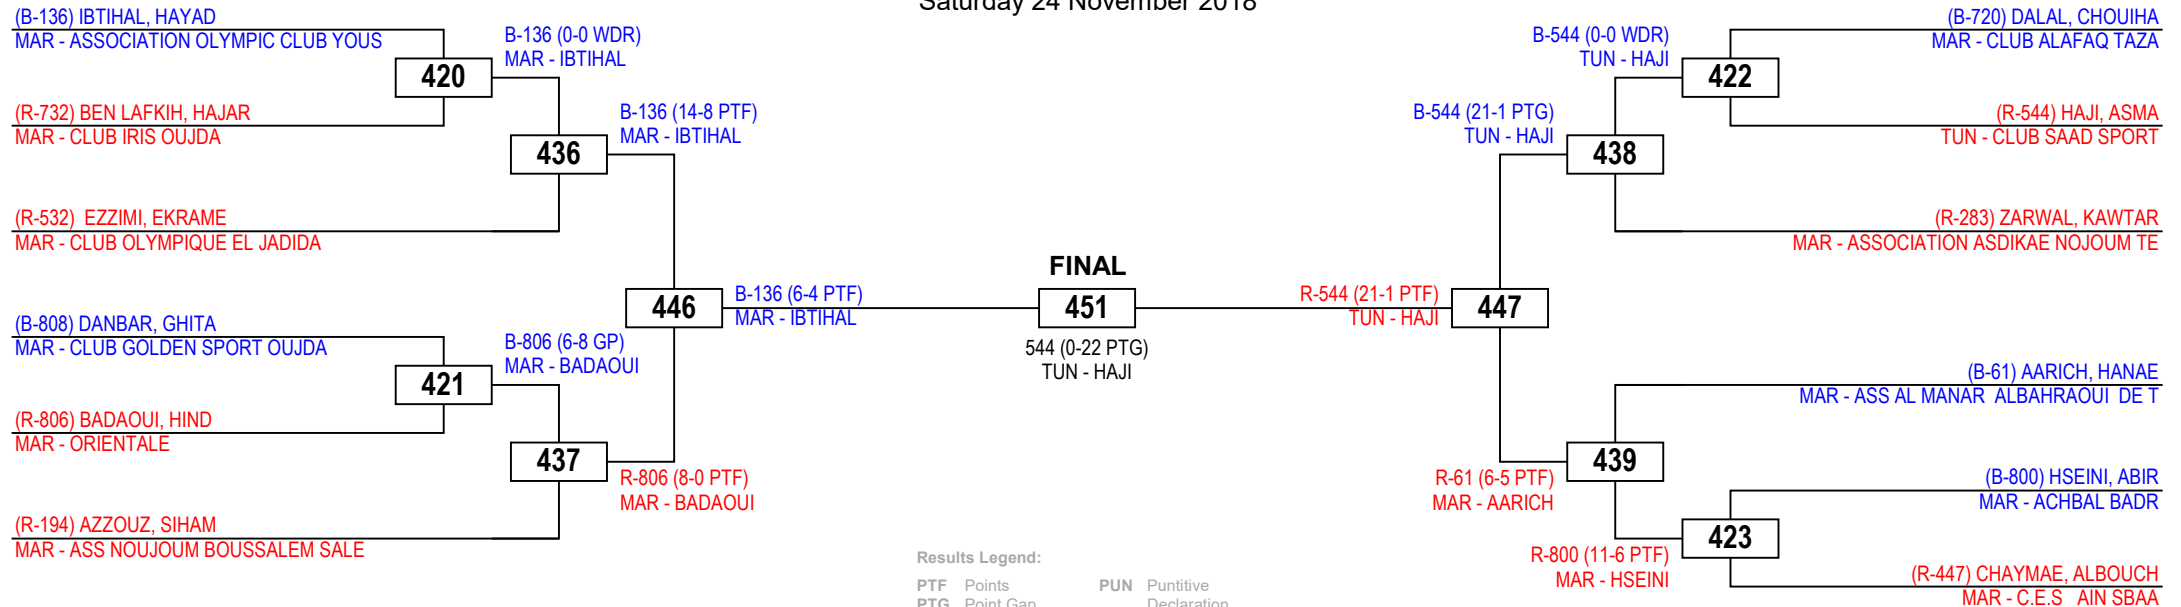 Saturday 24 November 2018
(B-136) IBTIHAL, HAYAD
MAR - ASSOCIATION OLYMPIC CLUB YOUS
B-136 (0-0 WDR)
MAR - IBTIHAL
420
(R-732) BEN LAFKIH, HAJAR
MAR - CLUB IRIS OUJDA
B-136 (14-8 PTF)
MAR - IBTIHAL
436
(R-532) EZZIMI, EKRAME
MAR - CLUB OLYMPIQUE EL JADIDA
446
B-136 (6-4 PTF)
MAR - IBTIHAL
(B-808) DANBAR, GHITA
MAR - CLUB GOLDEN SPORT OUJDA
B-806 (6-8 GP)
MAR - BADAOUI
421
(R-806) BADAOUI, HIND
MAR - ORIENTALE
437
R-806 (8-0 PTF)
MAR - BADAOUI
(R-194) AZZOUZ, SIHAM
MAR - ASS NOUJOUM BOUSSALEM SALE
FINAL
451
544 (0-22 PTG)
TUN - HAJI
(B-720) DALAL, CHOUIHA
MAR - CLUB ALAFAQ TAZA
B-544 (0-0 WDR)
TUN - HAJI
422
(R-544) HAJI, ASMA
TUN - CLUB SAAD SPORT
B-544 (21-1 PTG)
TUN - HAJI
438
(R-283) ZARWAL, KAWTAR
MAR - ASSOCIATION ASDIKAE NOJOUM TE
R-544 (21-1 PTF)
TUN - HAJI
447
(B-61) AARICH, HANAE
MAR - ASS AL MANAR ALBAHRAOUI DE T
439
R-61 (6-5 PTF)
MAR - AARICH
(B-800) HSEINI, ABIR
MAR - ACHBAL BADR
423
R-800 (11-6 PTF)
MAR - HSEINI
(R-447) CHAYMAE, ALBOUCH
MAR - C.E.S AIN SBAA
Results Legend:
PTF Points PUN Puntitive
PTG Point Gap Declaration